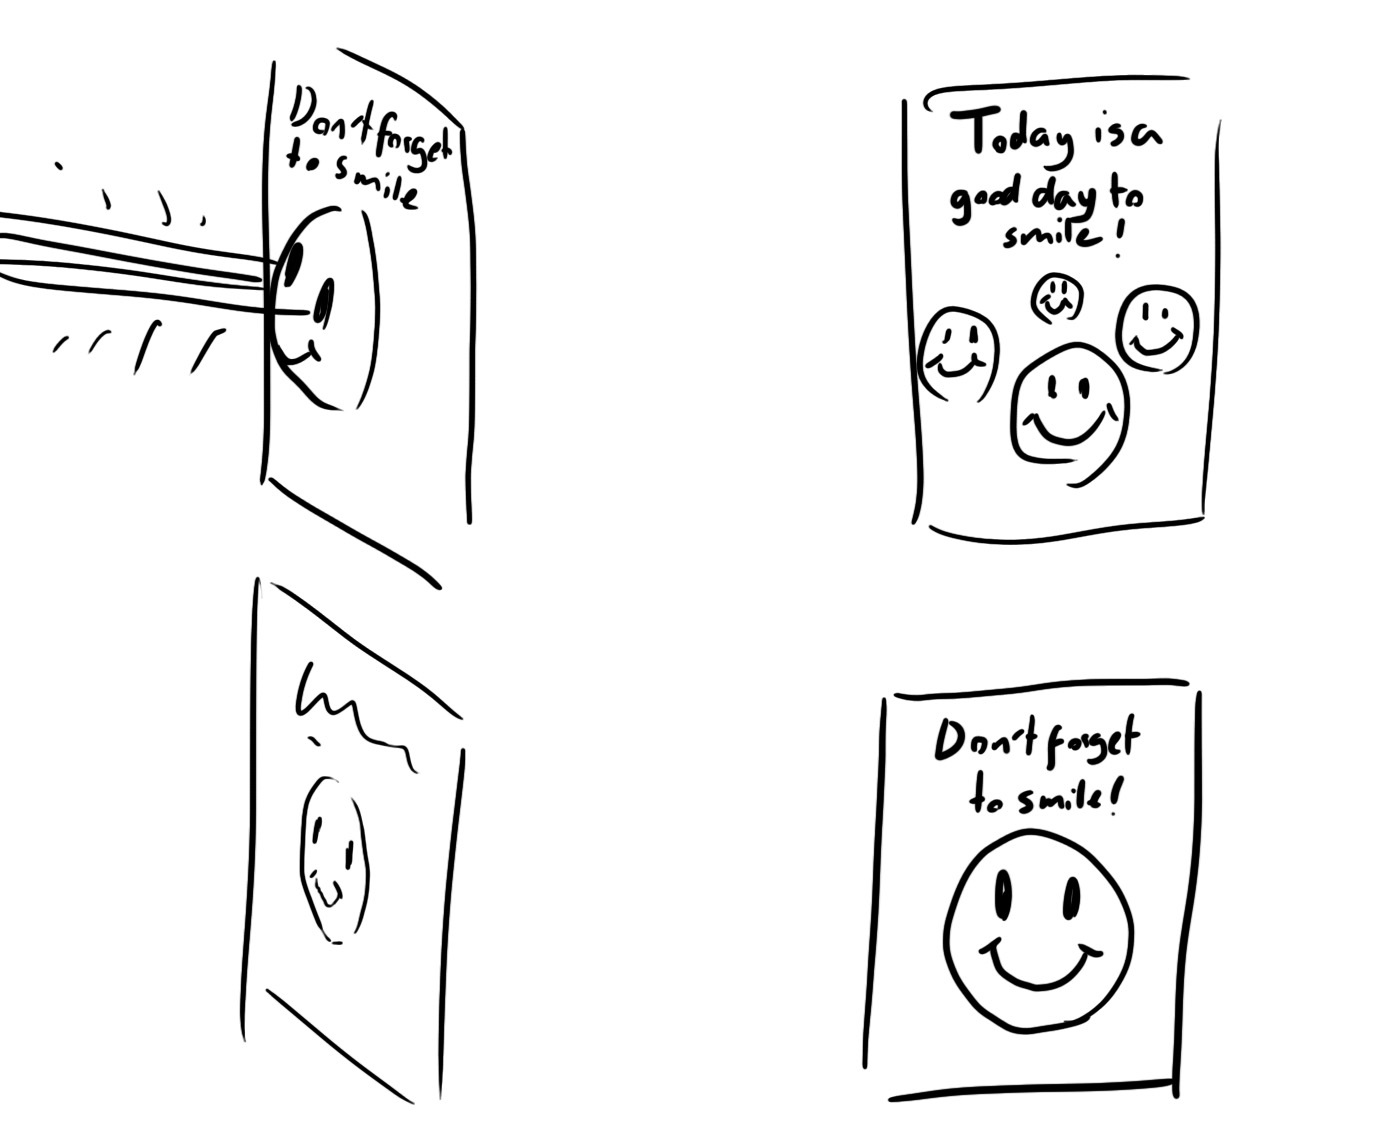 Don't forget
to smile
Today is a
good day to
smile!
Don't forget
to smile!